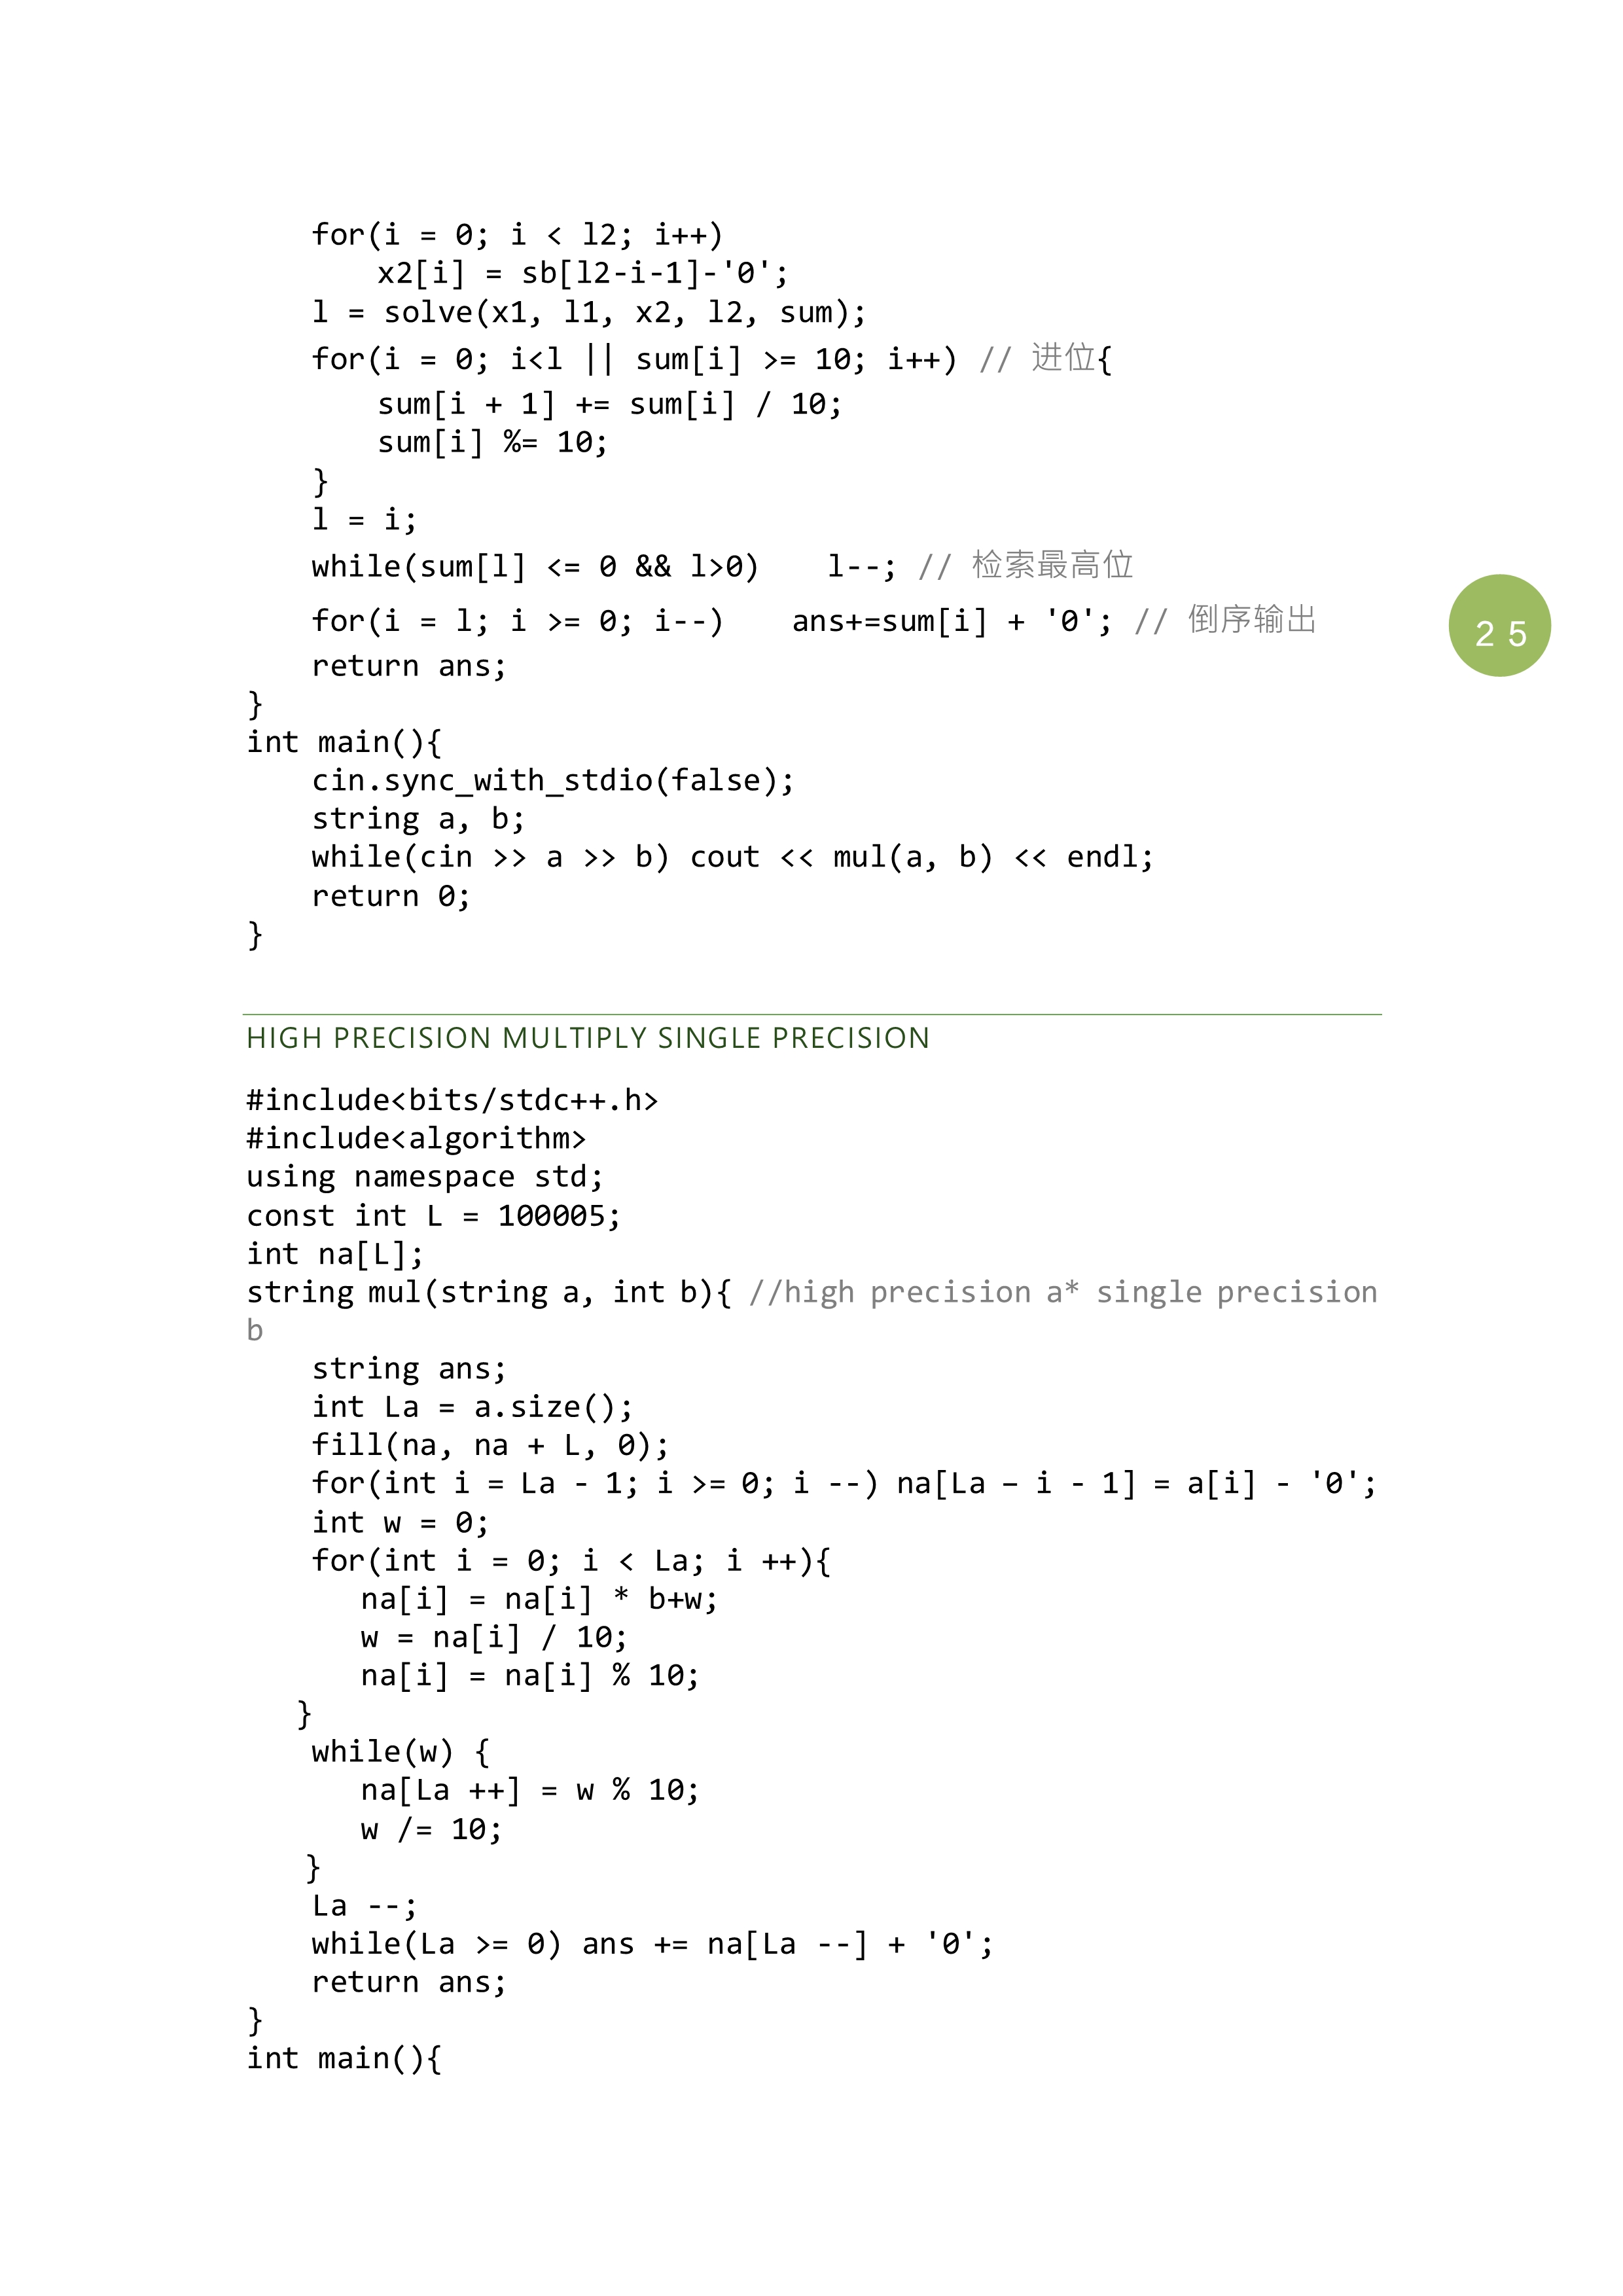 for(i = 0; i < l2; i++)
x2[i] = sb[l2-i-1]-'0';
l = solve(x1, l1, x2, l2, sum);
for(i = 0; i<l || sum[i] >= 10; i++) // 进位{
sum[i + 1] += sum[i] / 10;
sum[i] %= 10;
}
l = i;
while(sum[l] <= 0 && l>0)    l--; // 检索最高位
for(i = l; i >= 0; i--)    ans+=sum[i] + '0'; // 倒序输出
25
return ans;
}
int main(){
cin.sync_with_stdio(false);
string a, b;
while(cin >> a >> b) cout << mul(a, b) << endl;
return 0;
}
HIGH PRECISION MULTIPLY SINGLE PRECISION
#include<bits/stdc++.h>
#include<algorithm>
using namespace std;
const int L = 100005;
int na[L];
string mul(string a, int b){ //high precision a* single precision
b
string ans;
int La = a.size();
fill(na, na + L, 0);
for(int i = La - 1; i >= 0; i --) na[La – i - 1] = a[i] - '0';
int w = 0;
for(int i = 0; i < La; i ++){
na[i] = na[i] * b+w;
w = na[i] / 10;
na[i] = na[i] % 10;
}
while(w) {
na[La ++] = w % 10;
w /= 10;
}
La --;
while(La >= 0) ans += na[La --] + '0';
return ans;
}
int main(){